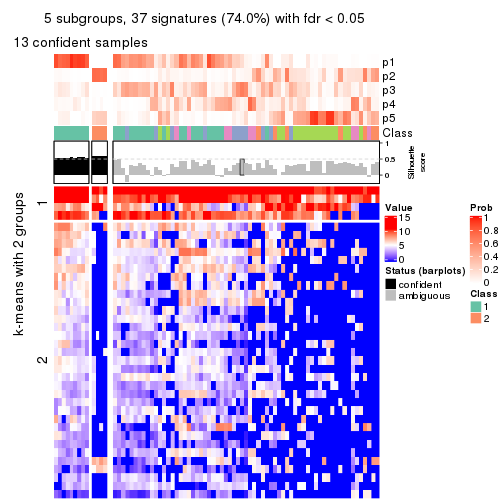 5 subgroups, 37 signatures (74.0%) with fdr < 0.05
13 confident samples
p1
p2
p3
p4
p5
Class
1
0.5
0
Silhouette
score
k-means with 2 groups
1
2
Value
15
10
5
0
Status (barplots)
confident
ambiguous
Prob
1
0.8
0.6
0.4
0.2
0
Class
1
2